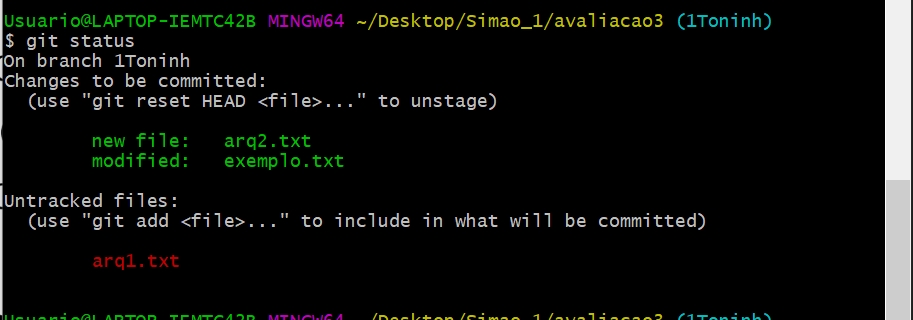 Usuario@LAPTOP-IEMTC42B MINGW64 ~/Desktop/Simao_1/avaliacao3 (1Toninh)
$ git status
On branch 1Toninh
Changes to be committed:
  (use "git reset HEAD <file>..." to unstage)

        new file:   arq2.txt
        modified:   exemplo.txt

Untracked files:
  (use "git add <file>..." to include in what will be committed)

        arq1.txt

Usuario@LAPTOP-IEMTC42B MINGW64 ~/Desktop/Simao_1/avaliacao3 (1Toninh)